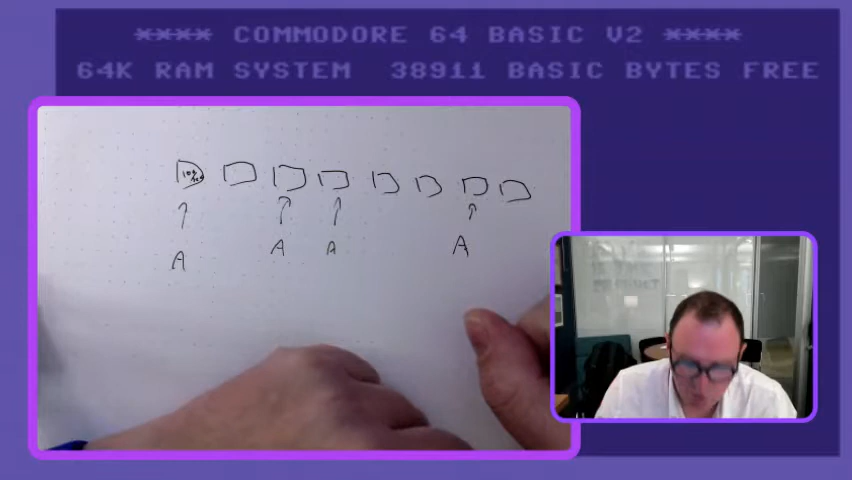 **** COMMODORE 64 BASIC V2 ****
64K RAM SYSTEM 38911 BASIC BYTES FREE
A A A A